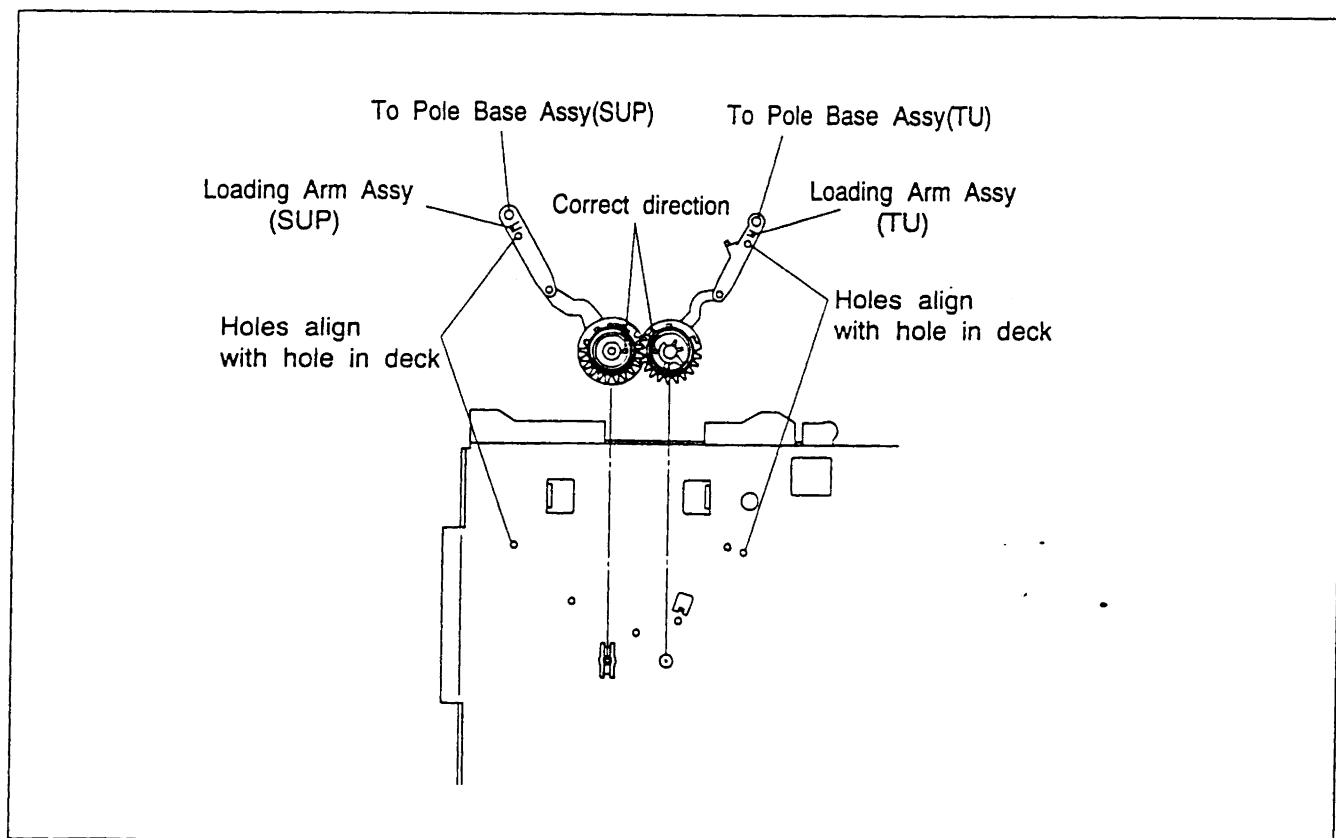 To Pole Base Assy(SUP)
To Pole Base Assy(TU)
Loading Arm Assy
(SUP)
Correct direction
Loading Arm Assy
(TU)
Holes align
with hole in deck
Holes align
with hole in deck